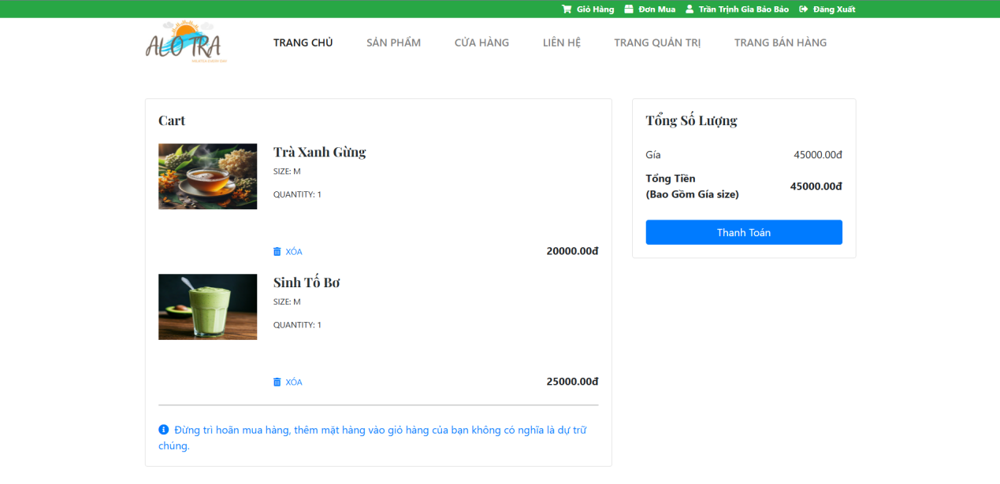 Giỏ Hàng Đơn Mua Trần Trịnh Gia Bảo Bảo Đăng Xuất
ALO TRA
TRANG CHỦ SẢN PHẨM CỬA HÀNG LIÊN HỆ TRANG QUẢN TRỊ TRANG BÁN HÀNG
Cart
Trà Xanh Gừng
SIZE: M
QUANTITY: 1
XÓA 20000.00đ
Sinh Tố Bơ
SIZE: M
QUANTITY: 1
XÓA 25000.00đ
Đừng trì hoãn mua hàng, thêm mặt hàng vào giỏ hàng của bạn không có nghĩa là dự trữ
chúng.
Tổng Số Lượng
Gía 45000.00đ
Tổng Tiền
(Bao Gồm Gía size) 45000.00đ
Thanh Toán